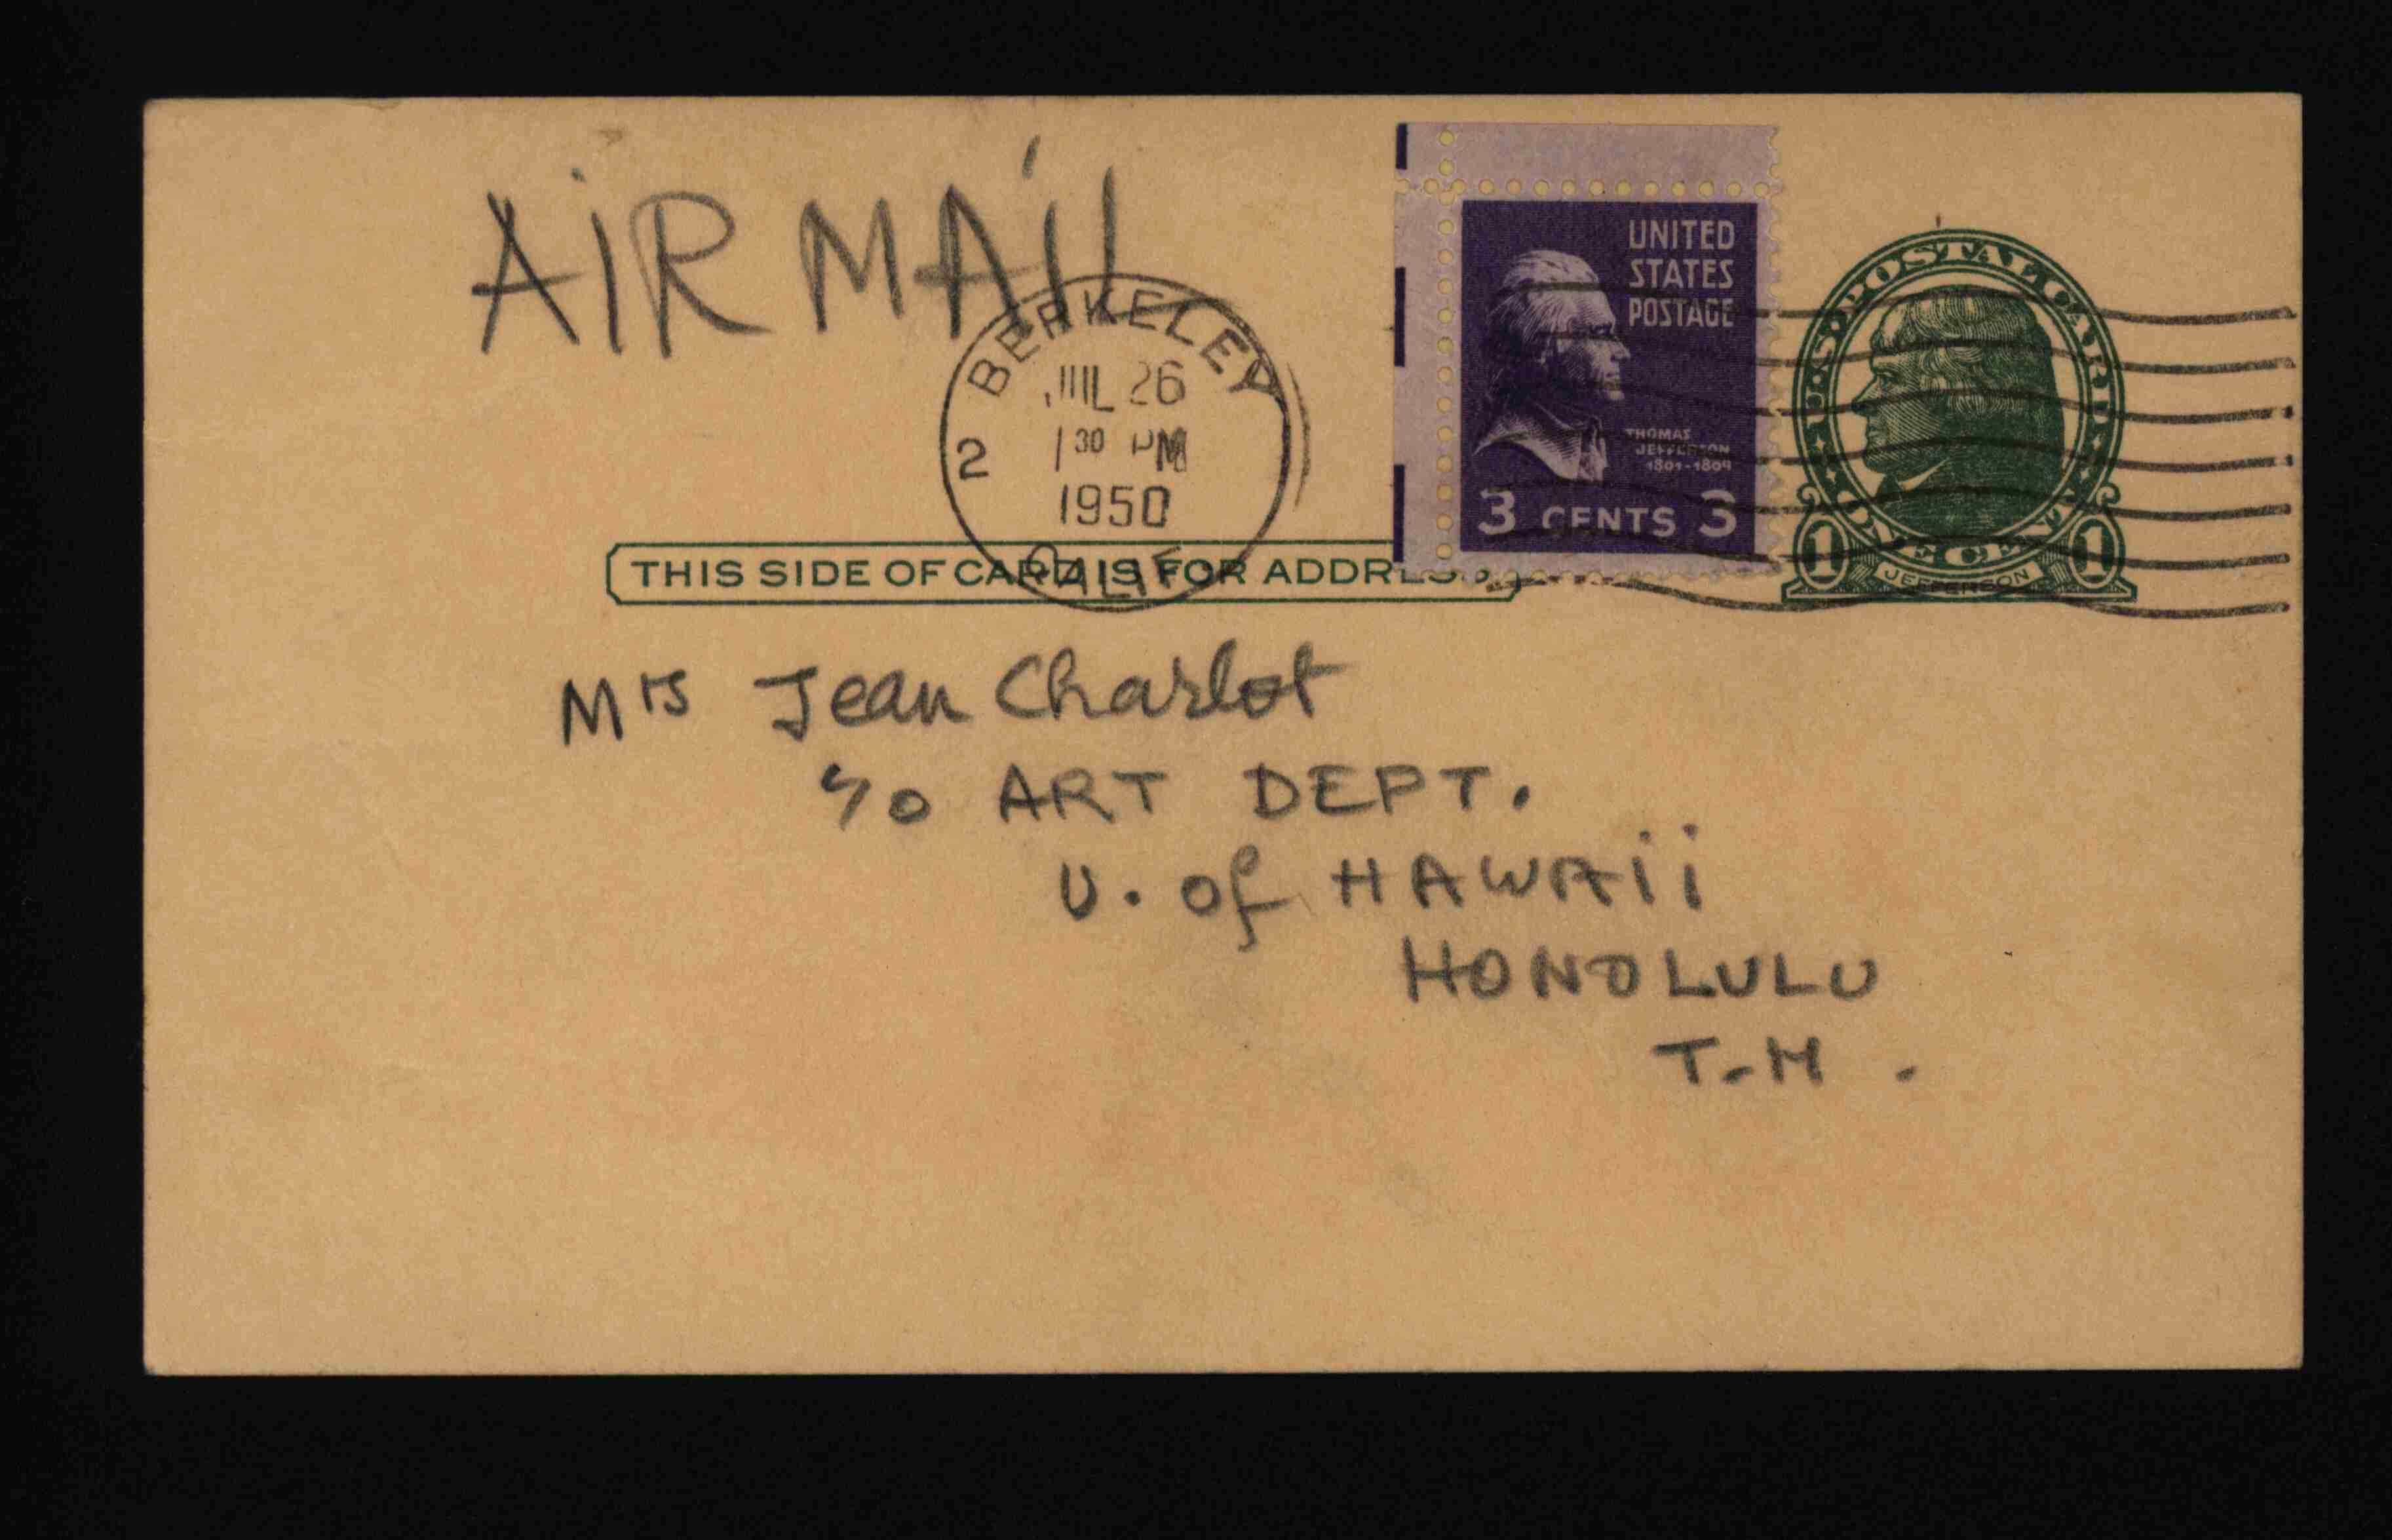 AiR MAiL
UNITED
STATES
POSTAGE
THOMAS
JEFFERSON
1801-1809
3 CENTS 3
U.S. POSTAL CARD
ONE CENT
1 JEFFERSON 1
2 BERKELEY
JUL 26
1 30 PM
1950
CALIF
THIS SIDE OF CARD IS FOR ADDRESS
Mrs Jean Charlot
c/o ART DEPT.
U. of HAWAii
HONOLULU
T.H.